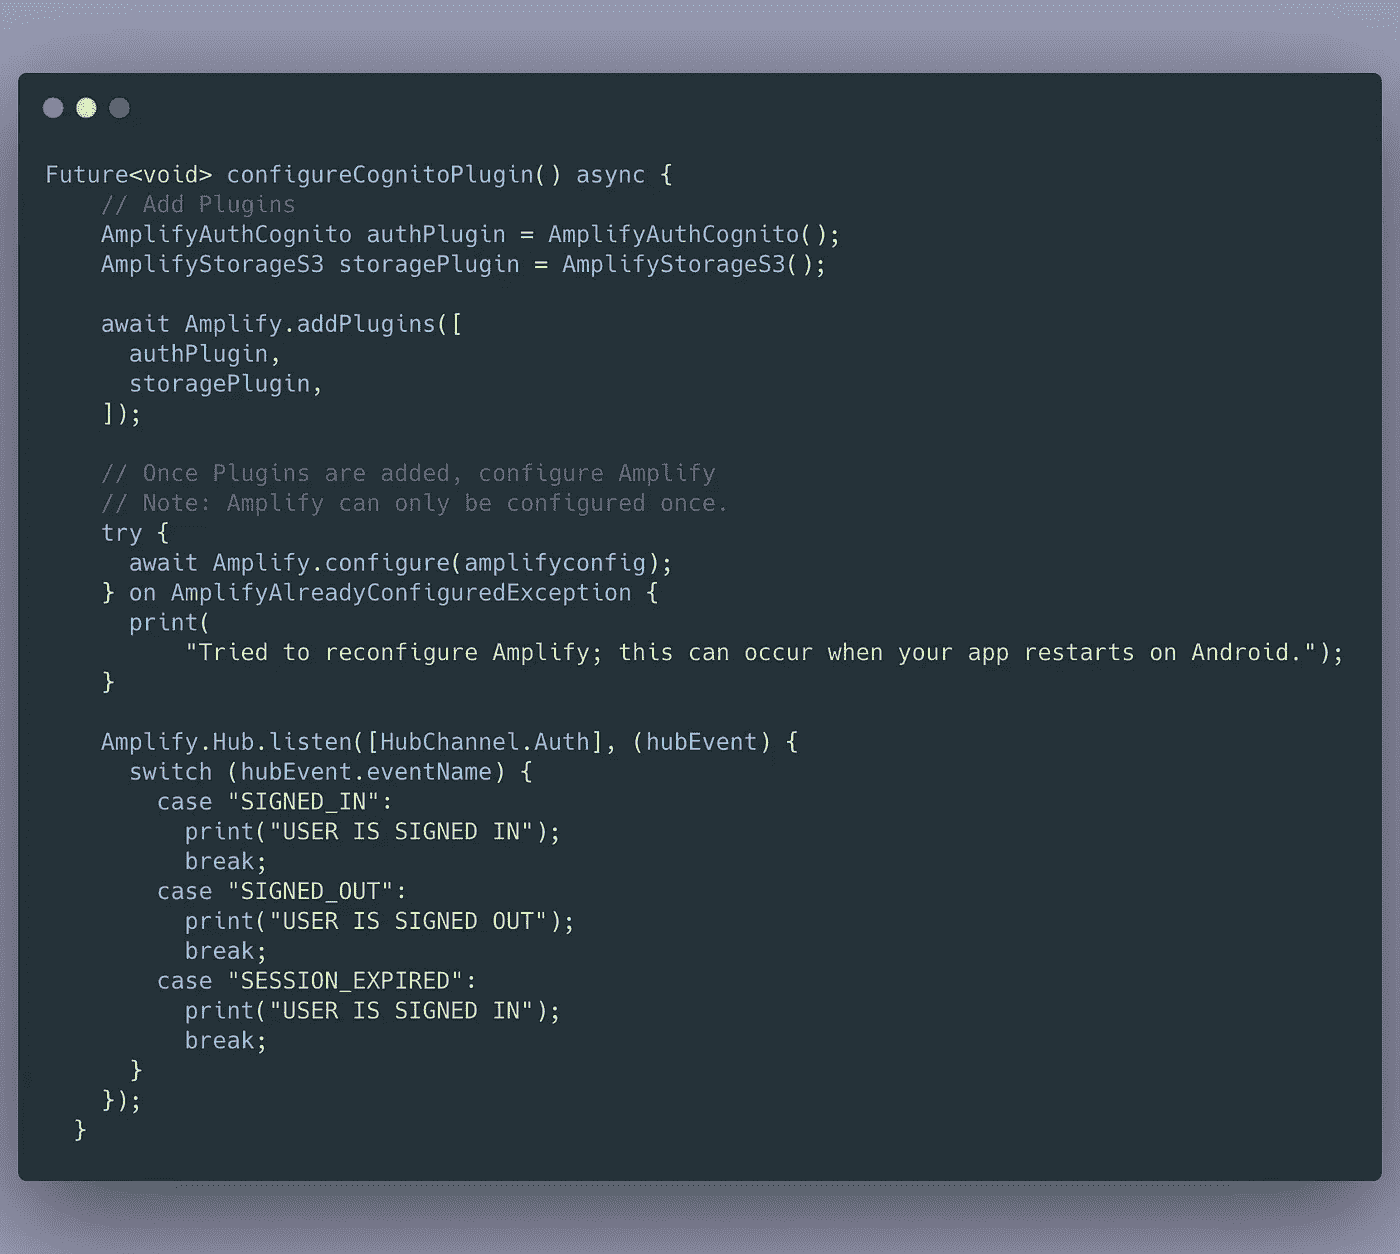 Future<void> configureCognitoPlugin() async {
    // Add Plugins
    AmplifyAuthCognito authPlugin = AmplifyAuthCognito();
    AmplifyStorageS3 storagePlugin = AmplifyStorageS3();

    await Amplify.addPlugins([
      authPlugin,
      storagePlugin,
    ]);

    // Once Plugins are added, configure Amplify
    // Note: Amplify can only be configured once.
    try {
      await Amplify.configure(amplifyconfig);
    } on AmplifyAlreadyConfiguredException {
      print(
          "Tried to reconfigure Amplify; this can occur when your app restarts on Android.");
    }

    Amplify.Hub.listen([HubChannel.Auth], (hubEvent) {
      switch (hubEvent.eventName) {
        case "SIGNED_IN":
          print("USER IS SIGNED IN");
          break;
        case "SIGNED_OUT":
          print("USER IS SIGNED OUT");
          break;
        case "SESSION_EXPIRED":
          print("USER IS SIGNED IN");
          break;
      }
    });
  }